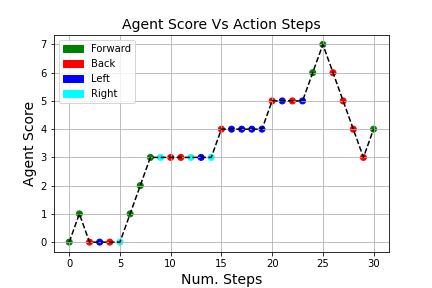 Agent Score Vs Action Steps
Forward
Back
Left
Right
Agent Score
7
6
5
4
3
2
1
0
0 5 10 15 20 25 30
Num. Steps